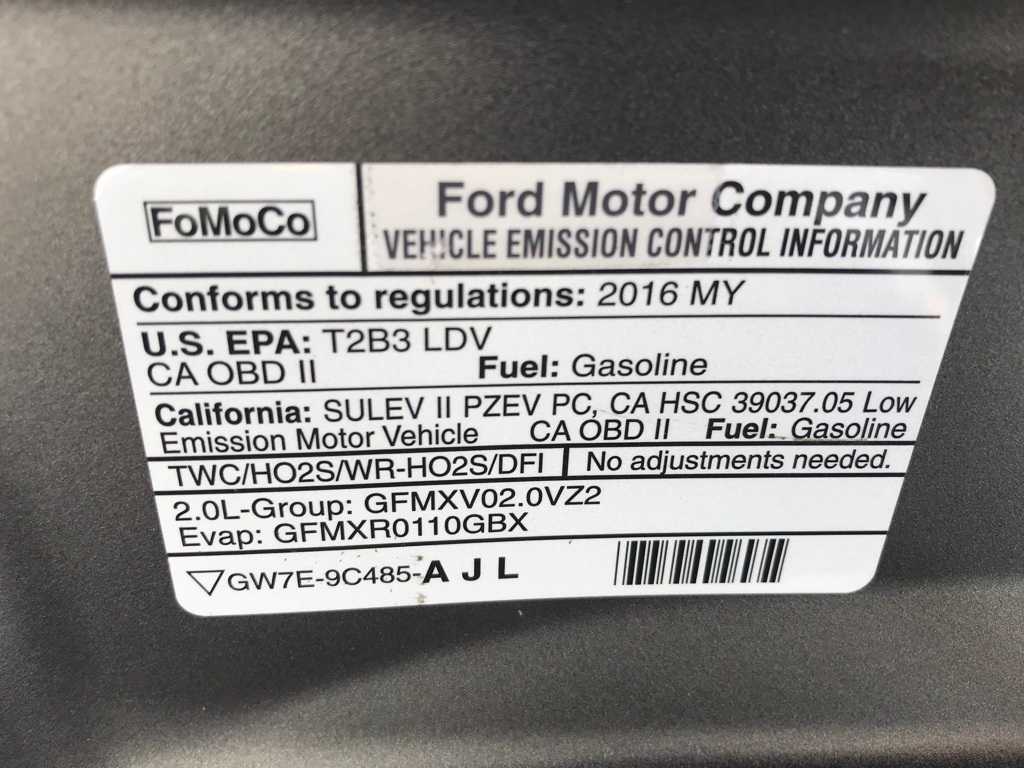 FoMoCo
Ford Motor Company
VEHICLE EMISSION CONTROL INFORMATION
Conforms to regulations: 2016 MY
U.S. EPA: T2B3 LDV
CA OBD II Fuel: Gasoline
California: SULEV II PZEV PC, CA HSC 39037.05 Low
Emission Motor Vehicle CA OBD II Fuel: Gasoline
TWC/HO2S/WR-HO2S/DFI No adjustments needed.
2.0L-Group: GFMXV02.0VZ2
Evap: GFMXR0110GBX
GW7E-9C485-A J L